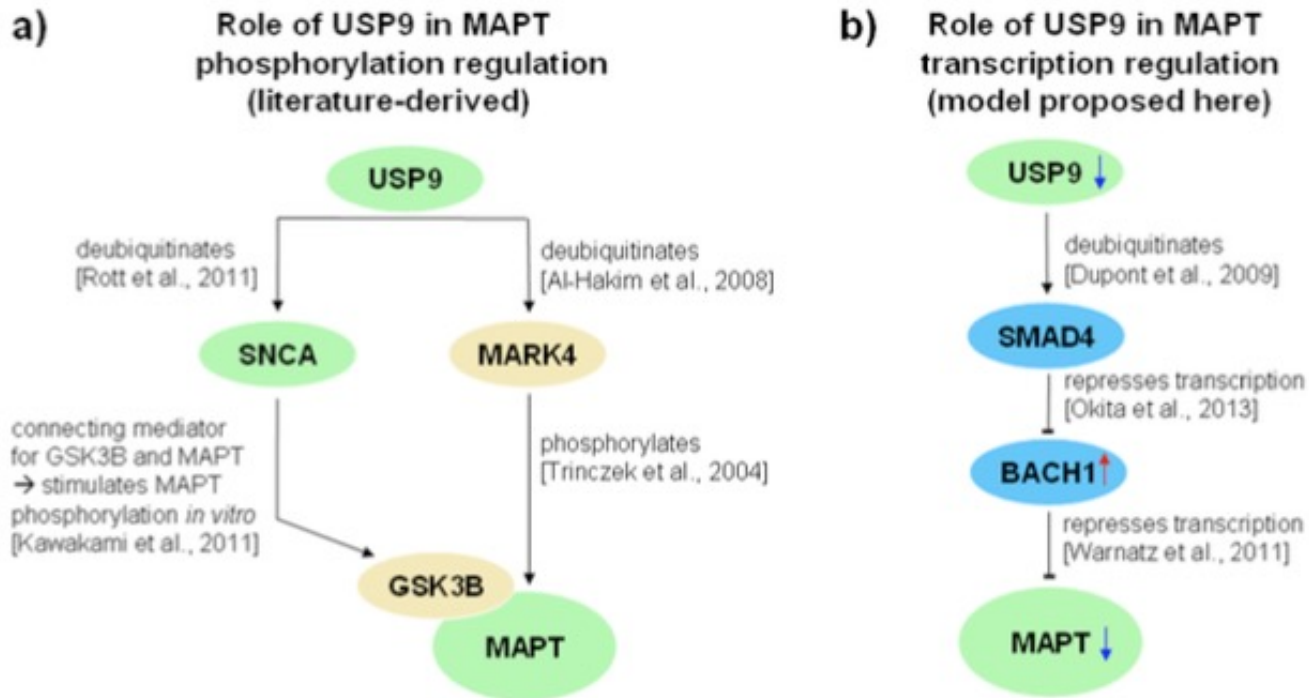 a)
Role of USP9 in MAPT
phosphorylation regulation
(literature-derived)
USP9
deubiquitinates
[Rott et al., 2011]
deubiquitinates
[Al-Hakim et al., 2008]
SNCA
MARK4
connecting mediator
for GSK3B and MAPT
→ stimulates MAPT
phosphorylation in vitro
[Kawakami et al., 2011]
phosphorylates
[Trinczek et al., 2004]
GSK3B
MAPT
b)
Role of USP9 in MAPT
transcription regulation
(model proposed here)
USP9 ↓
deubiquitinates
[Dupont et al., 2009]
SMAD4
represses transcription
[Okita et al., 2013]
BACH1↑
represses transcription
[Warnatz et al., 2011]
MAPT ↓